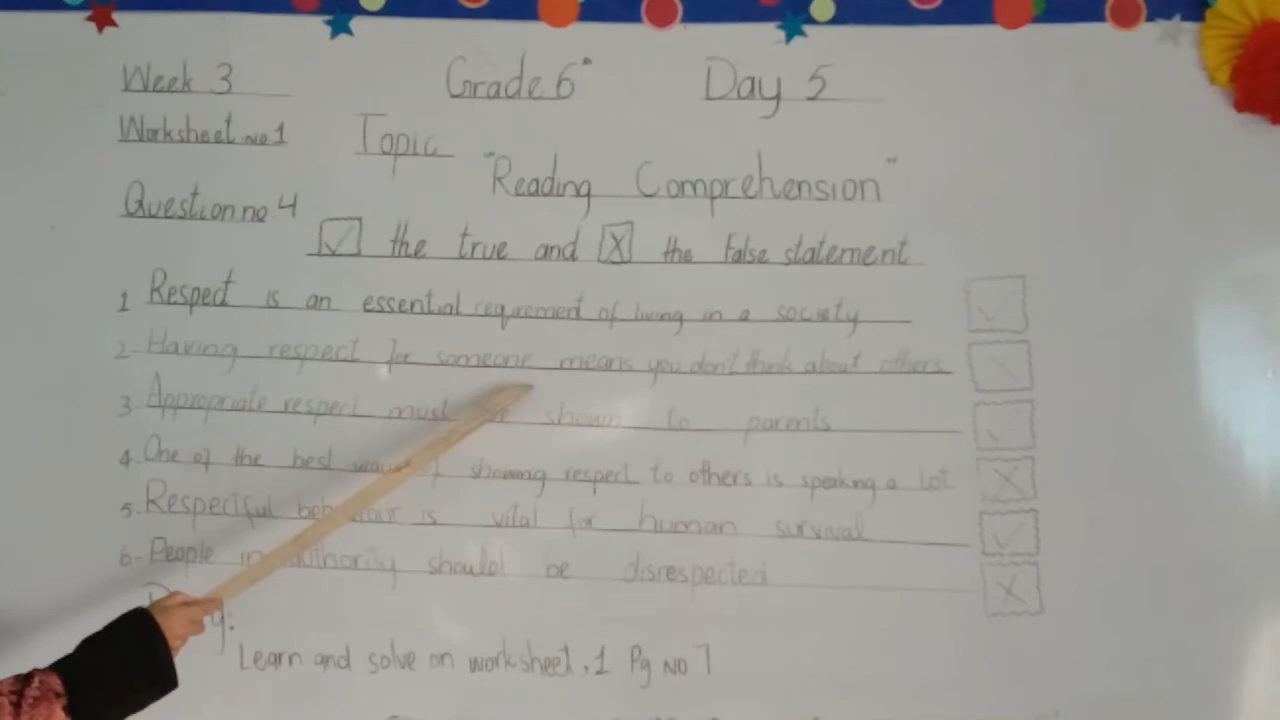 Week 3 Grade 6" Day 5
Worksheet no 1 Topic
"Reading Comprehension"
Question no 4
☑ the true and ☒ the False statement
1 Respect is an essential requirement of living in a society ✓
2- Having respect for someone means you don't think about others ✗
3 Appropriate respect must shown to parents ✓
4. One of the best showing respect to others is speaking a lot ✗
5. Respectful is vital for human survival ✓
6- People in authority should be disrespected ✗
Learn and solve on worksheet, 1 Pg No 7